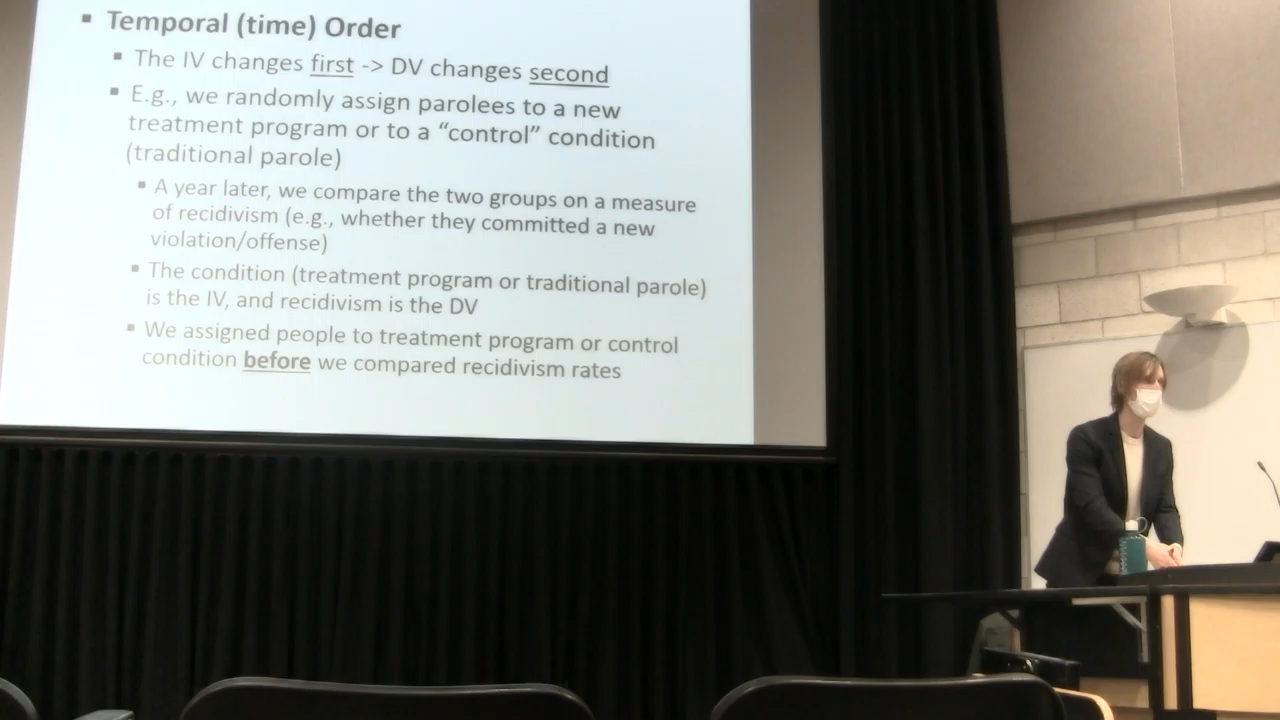 ▪ Temporal (time) Order
▪ The IV changes first -> DV changes second
▪ E.g., we randomly assign parolees to a new
treatment program or to a “control” condition
(traditional parole)
▪ A year later, we compare the two groups on a measure
of recidivism (e.g., whether they committed a new
violation/offense)
▪ The condition (treatment program or traditional parole)
is the IV, and recidivism is the DV
▪ We assigned people to treatment program or control
condition before we compared recidivism rates